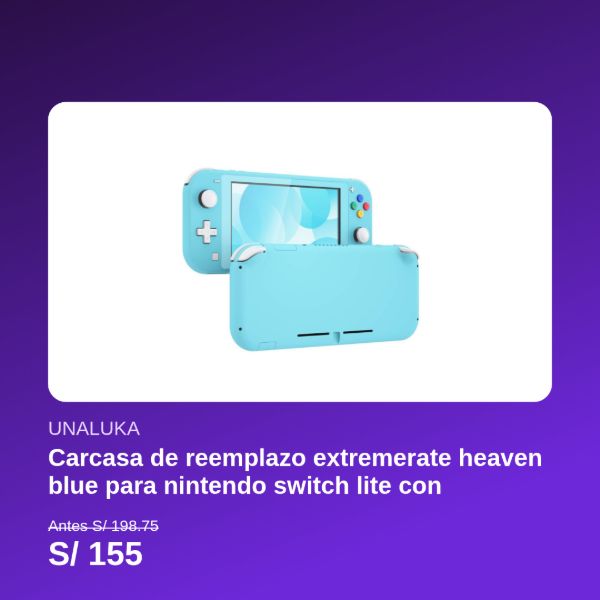 UNALUKA
Carcasa de reemplazo extremerate heaven
blue para nintendo switch lite con
Antes S/ 198.75
S/ 155